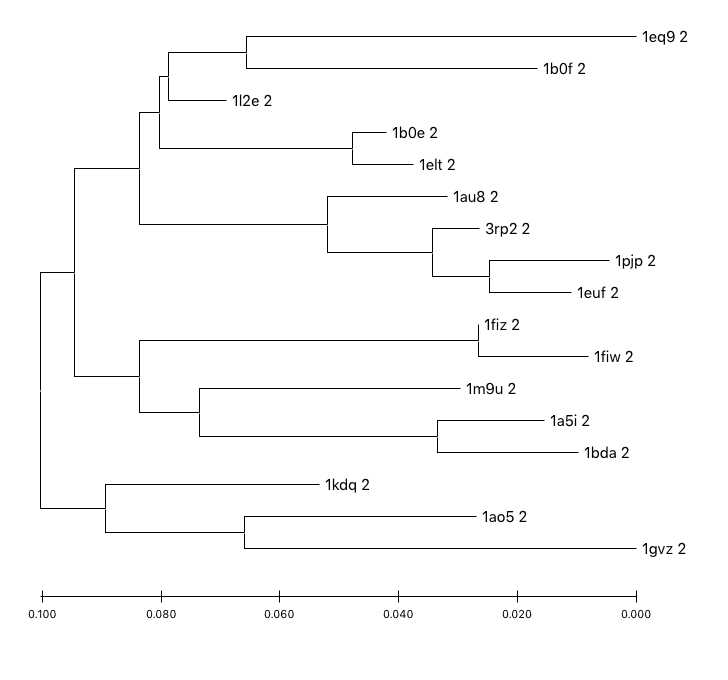 1eq9 2
1b0f 2
1l2e 2
1b0e 2
1elt 2
1au8 2
3rp2 2
1pjp 2
1euf 2
1fiz 2
1fiw 2
1m9u 2
1a5i 2
1bda 2
1kdq 2
1ao5 2
1gvz 2
0.100 0.080 0.060 0.040 0.020 0.000